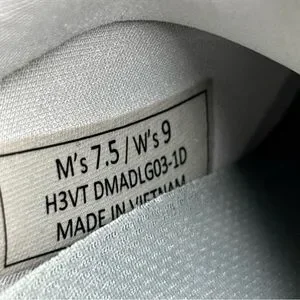 M's 7.5 / W's 9
H3VT DMADLG03-1D
MADE IN VIETNAM